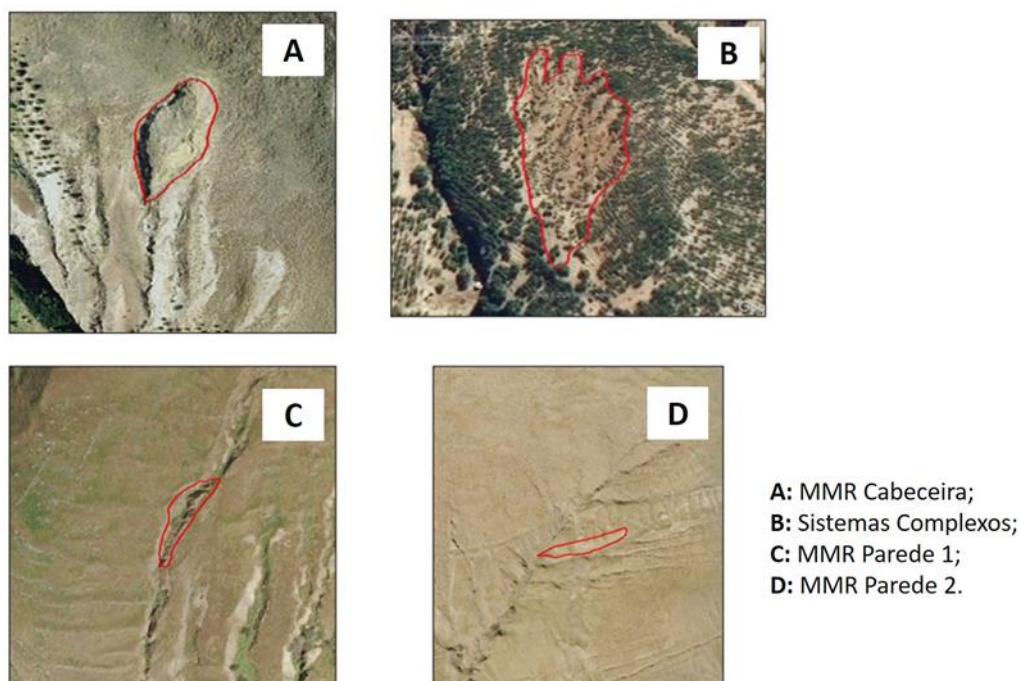 A
B
C
D
A: MMR Cabeceira;
B: Sistemas Complexos;
C: MMR Parede 1;
D: MMR Parede 2.